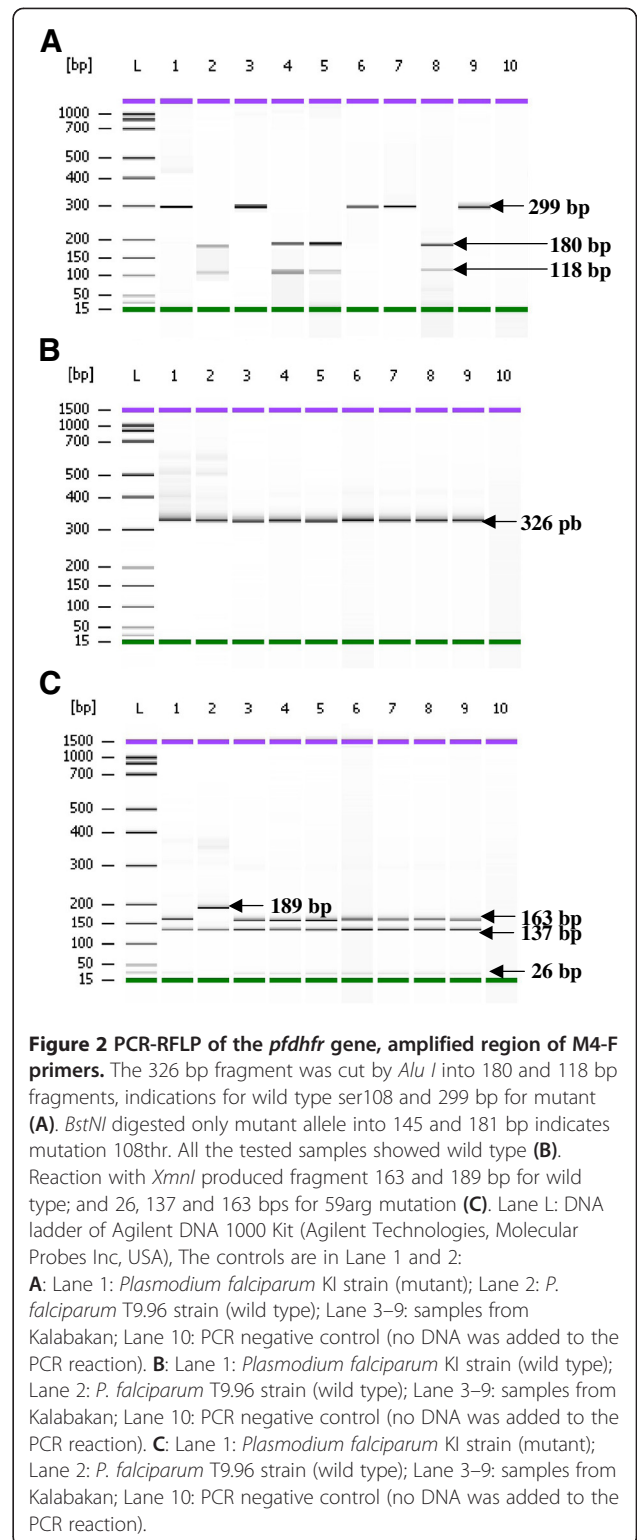 A
[bp] L 1 2 3 4 5 6 7 8 9 10
1000
700
500
400
300
299 bp
200
180 bp
150
118 bp
100
50
15
B
[bp] L 1 2 3 4 5 6 7 8 9 10
1500
1000
700
500
400
326 pb
300
200
150
100
50
15
C
[bp] L 1 2 3 4 5 6 7 8 9 10
1500
1000
700
500
400
300
200
189 bp
163 bp
150
137 bp
100
50
26 bp
15
Figure 2 PCR-RFLP of the pfdhfr gene, amplified region of M4-F
primers. The 326 bp fragment was cut by Alu I into 180 and 118 bp
fragments, indications for wild type ser108 and 299 bp for mutant
(A). BstNI digested only mutant allele into 145 and 181 bp indicates
mutation 108thr. All the tested samples showed wild type (B).
Reaction with XmnI produced fragment 163 and 189 bp for wild
type; and 26, 137 and 163 bps for 59arg mutation (C). Lane L: DNA
ladder of Agilent DNA 1000 Kit (Agilent Technologies, Molecular
Probes Inc, USA), The controls are in Lane 1 and 2:
A: Lane 1: Plasmodium falciparum KI strain (mutant); Lane 2: P.
falciparum T9.96 strain (wild type); Lane 3–9: samples from
Kalabakan; Lane 10: PCR negative control (no DNA was added to the
PCR reaction). B: Lane 1: Plasmodium falciparum KI strain (wild type);
Lane 2: P. falciparum T9.96 strain (wild type); Lane 3–9: samples from
Kalabakan; Lane 10: PCR negative control (no DNA was added to the
PCR reaction). C: Lane 1: Plasmodium falciparum KI strain (mutant);
Lane 2: P. falciparum T9.96 strain (wild type); Lane 3–9: samples from
Kalabakan; Lane 10: PCR negative control (no DNA was added to the
PCR reaction).